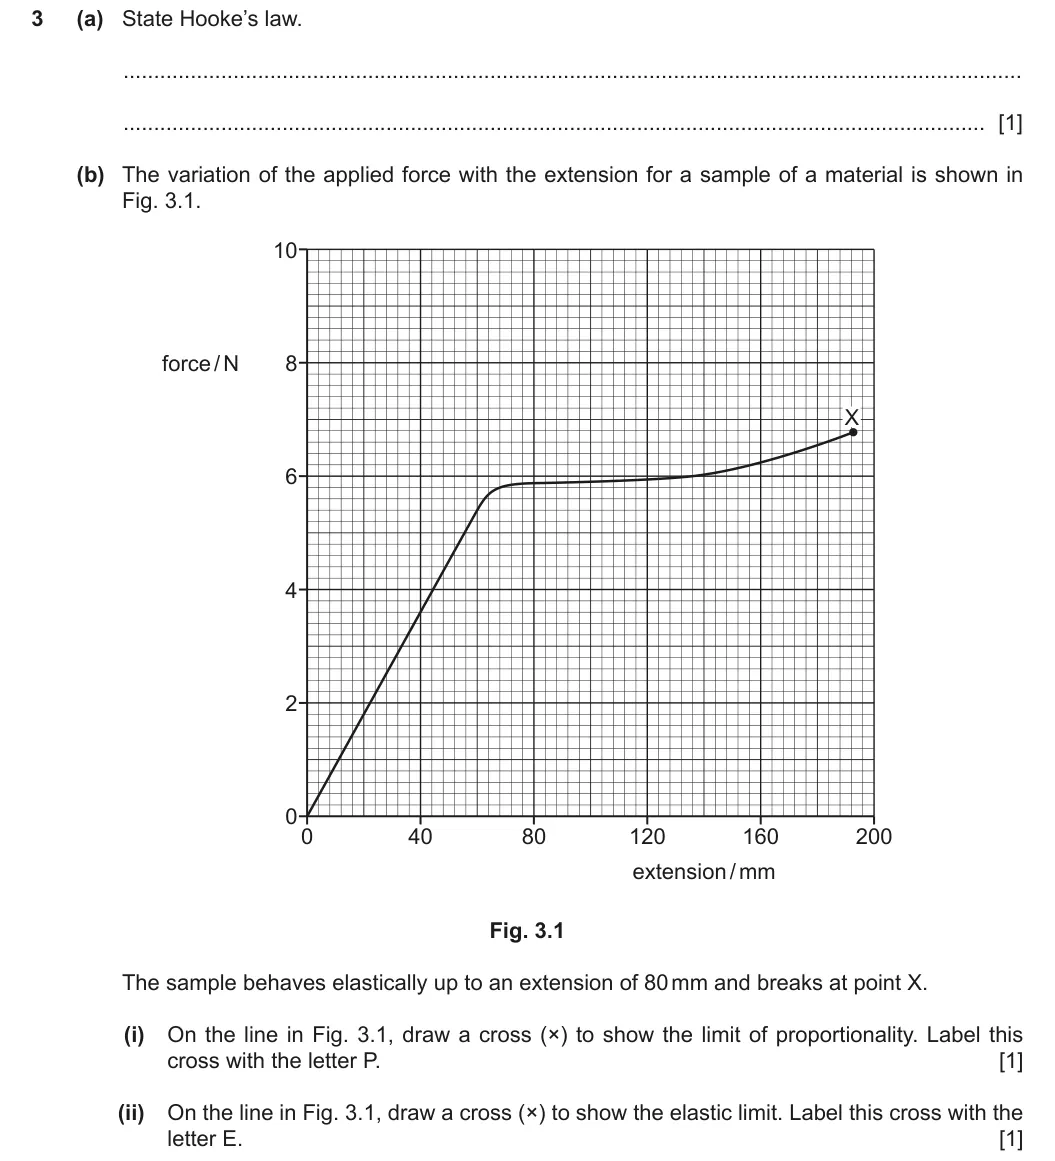 3 (a) State Hooke’s law.
..........................................................................................................................................................
.................................................................................................................................................... [1]
(b) The variation of the applied force with the extension for a sample of a material is shown in
Fig. 3.1.
10
force / N 8
X
6
4
2
0
0 40 80 120 160 200
extension / mm
Fig. 3.1
The sample behaves elastically up to an extension of 80 mm and breaks at point X.
(i) On the line in Fig. 3.1, draw a cross (×) to show the limit of proportionality. Label this
cross with the letter P. [1]
(ii) On the line in Fig. 3.1, draw a cross (×) to show the elastic limit. Label this cross with the
letter E. [1]